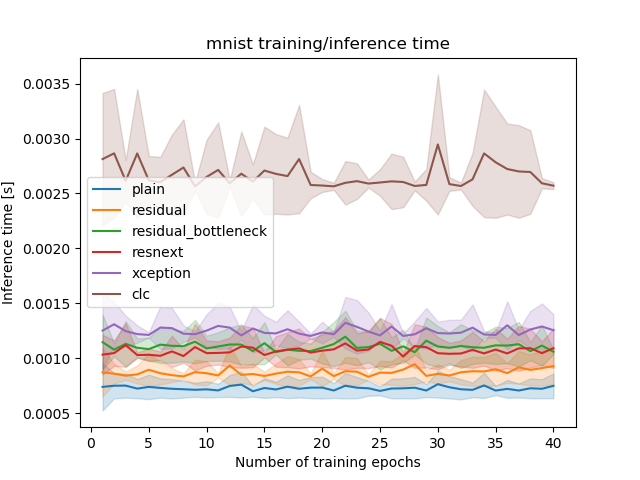 mnist training/inference time
Inference time [s]
0.0035
0.0030
0.0025
0.0020
0.0015
0.0010
0.0005
plain
residual
residual_bottleneck
resnext
xception
clc
0 5 10 15 20 25 30 35 40
Number of training epochs